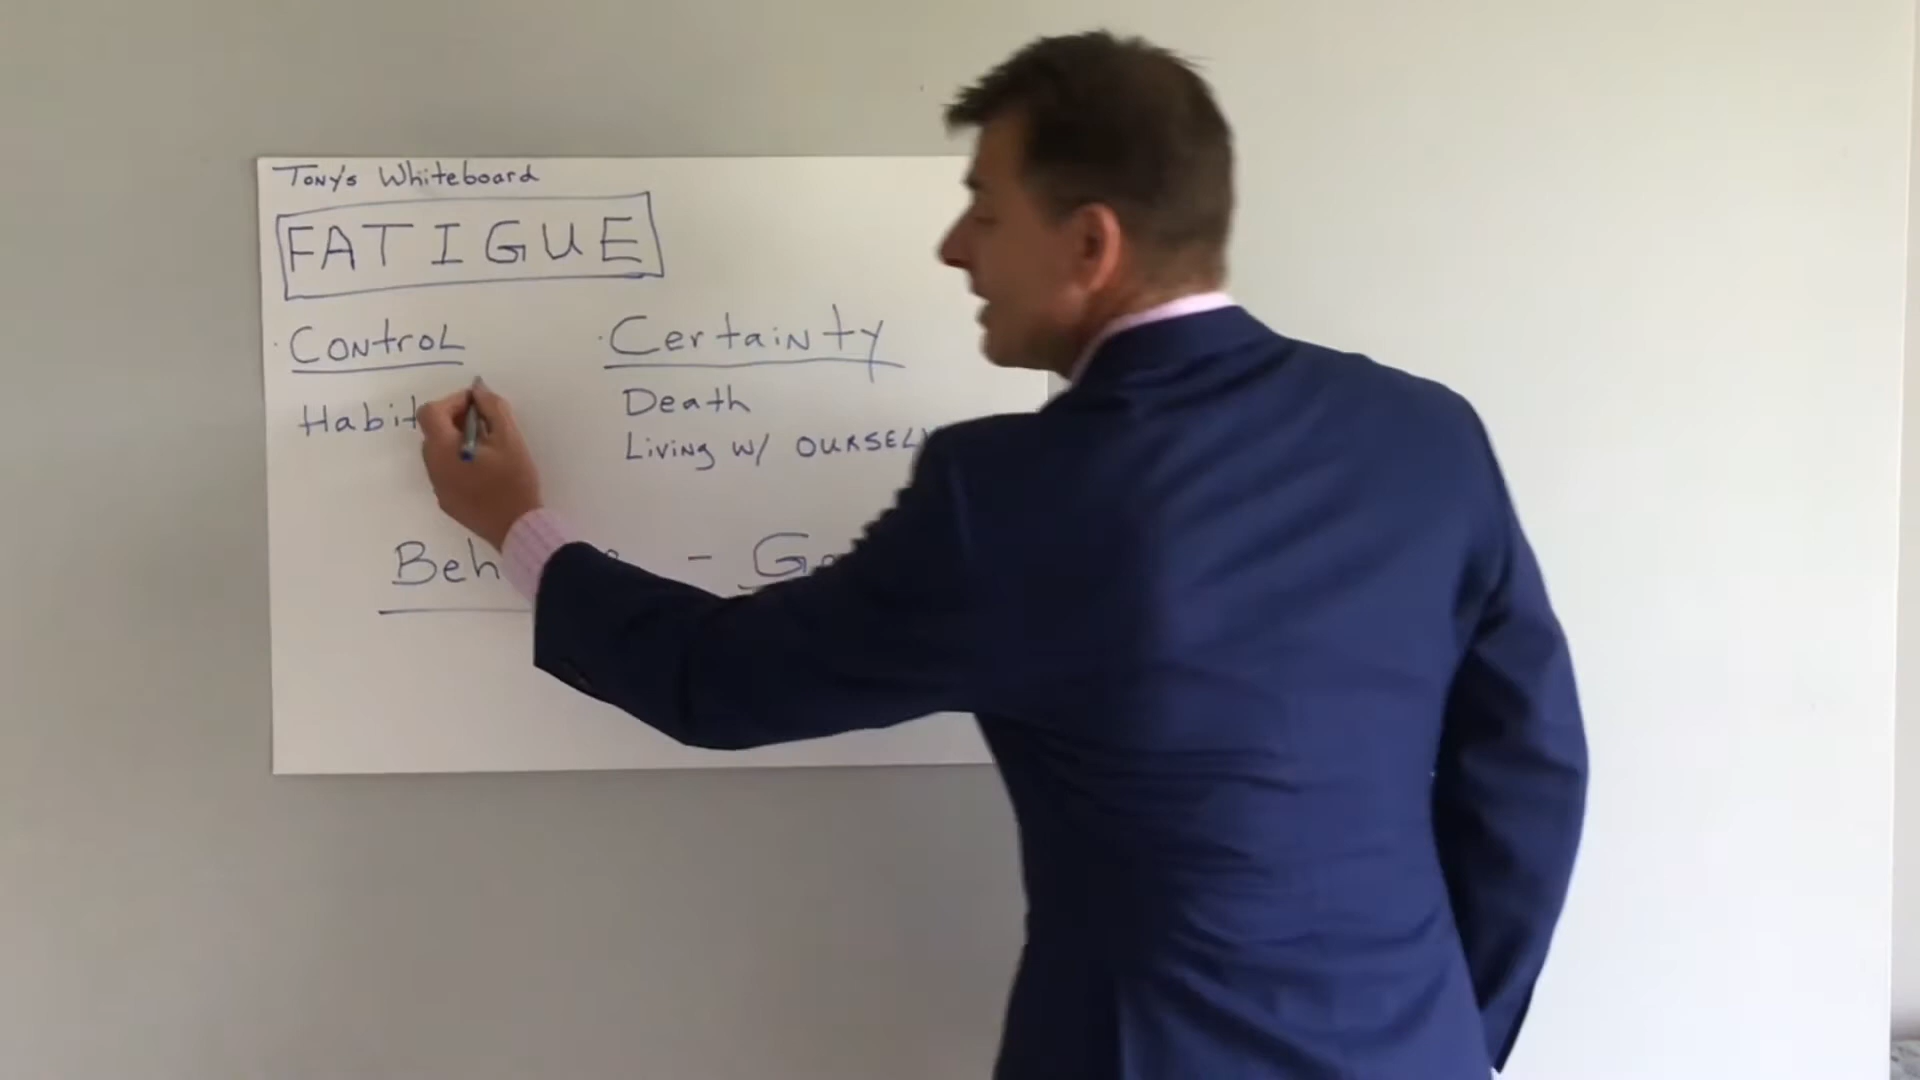 Tony's Whiteboard
FATIGUE
Control
Certainty
Habit
Death
Living w/ OURSEL
Beh -